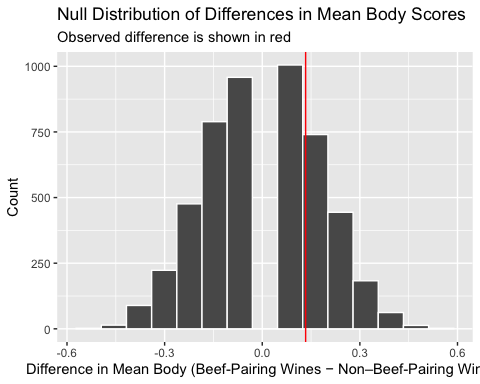 Null Distribution of Differences in Mean Body Scores
Observed difference is shown in red
1000
750
500
250
0
Count
-0.6
-0.3
0.0
0.3
0.6
Difference in Mean Body (Beef-Pairing Wines − Non–Beef-Pairing Wir